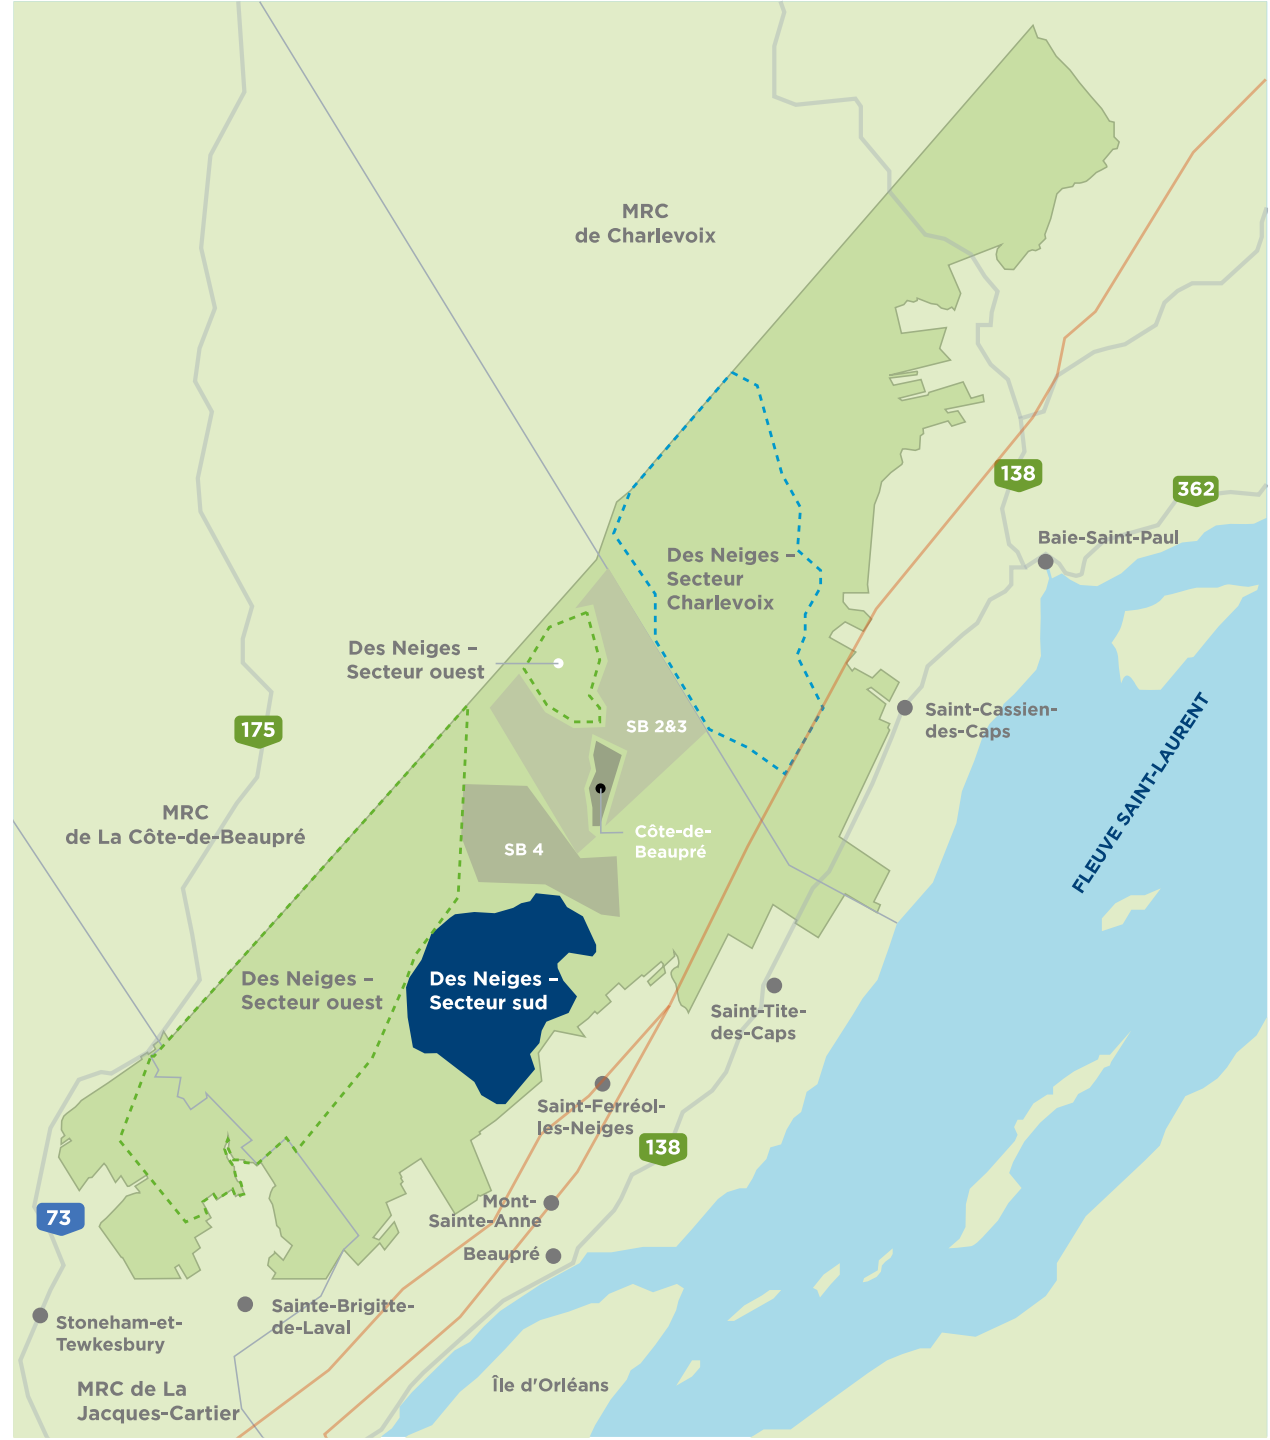 MRC
de Charlevoix
138
362
Baie-Saint-Paul
Des Neiges –
Secteur
Charlevoix
Des Neiges –
Secteur ouest
Saint-Cassien-
des-Caps
FLEUVE SAINT-LAURENT
175
SB 2&3
MRC
de La Côte-de-Beaupré
Côte-de-
Beaupré
SB 4
Des Neiges –
Secteur ouest
Des Neiges –
Secteur sud
Saint-Tite-
des-Caps
Saint-Ferréol-
les-Neiges
138
Mont-
Sainte-Anne
73
Beaupré
Sainte-Brigitte-
de-Laval
Stoneham-et-
Tewkesbury
Île d'Orléans
MRC de La
Jacques-Cartier